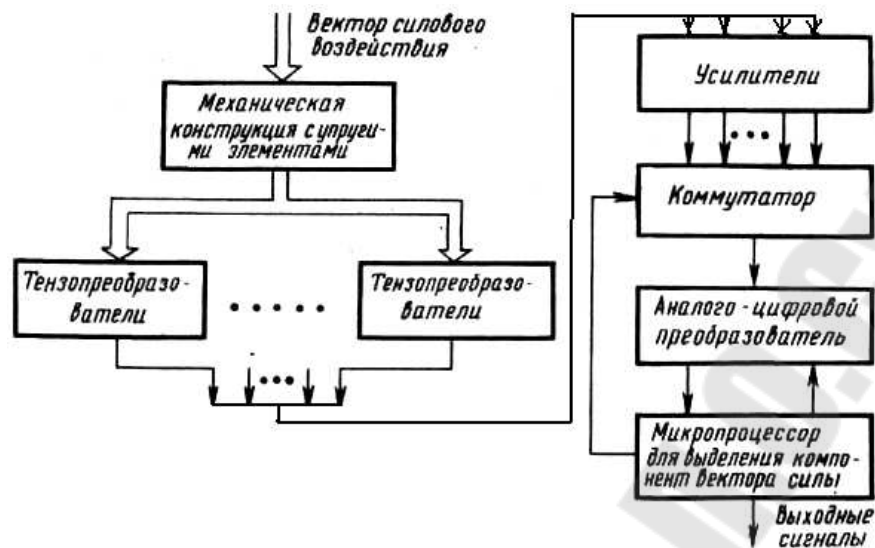 Вектор силового
воздействия
Механическая
конструкция с упруги-
ми элементами
Тензопреобразо-
ватели
Тензопреобразо-
ватели
Усилители
Коммутатор
Аналого-цифровой
преобразователь
Микропроцессор
для выделения компо-
нент вектора силы
Выходные
сигналы